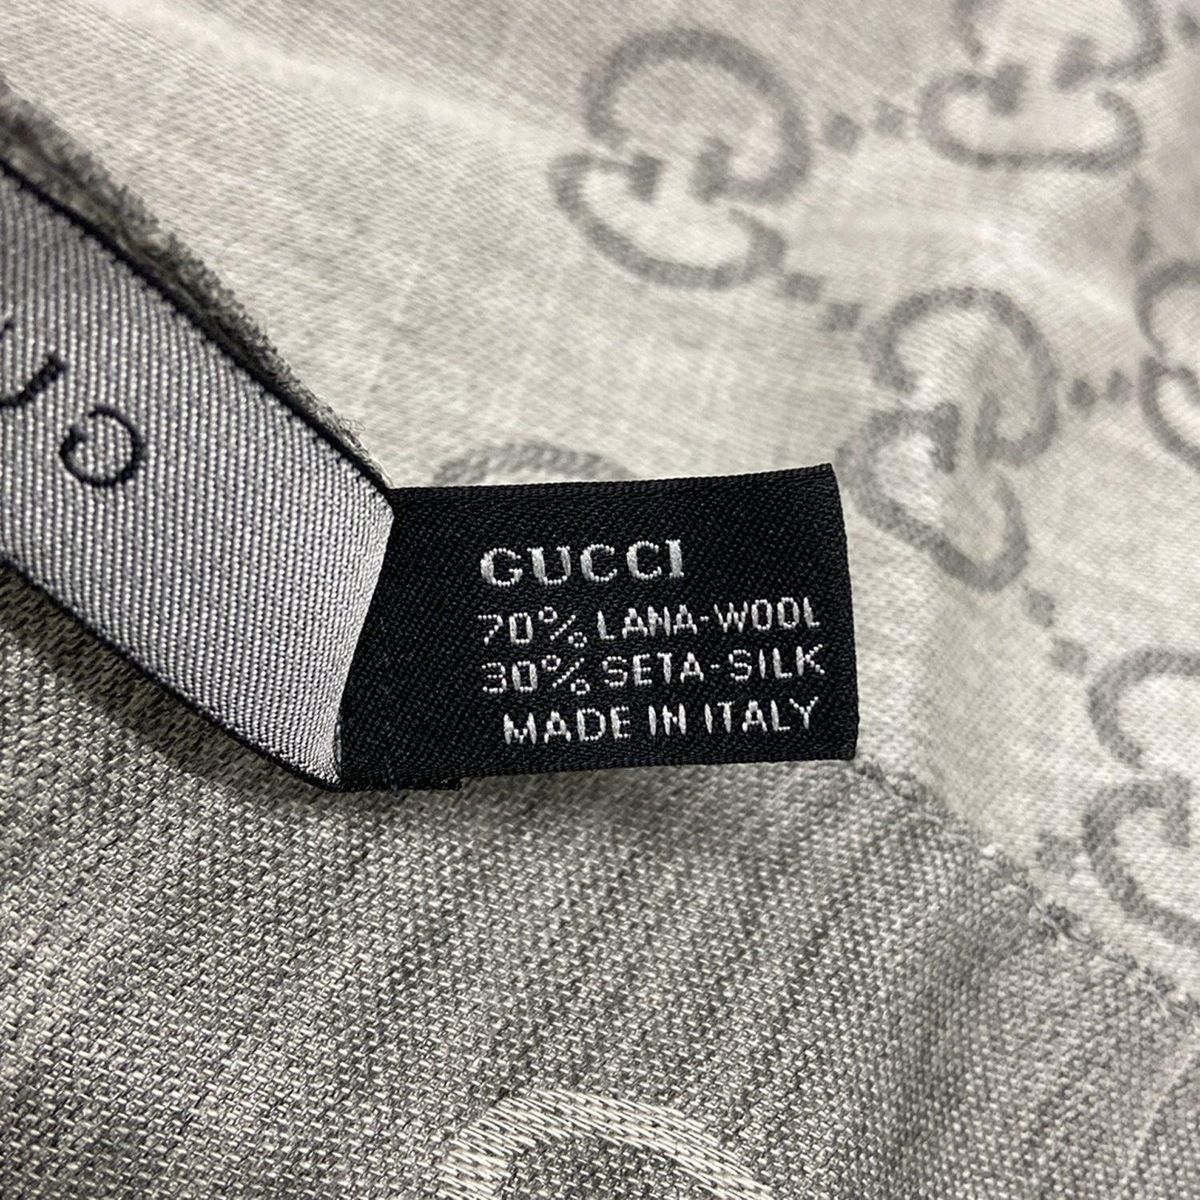 GUCCI
70% LANA-WOOL
30% SETA-SILK
MADE IN ITALY